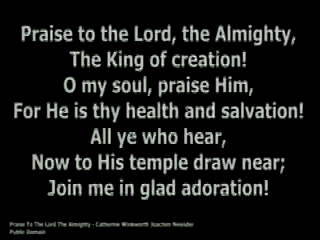 Praise to the Lord, the Almighty,
The King of creation!
O my soul, praise Him,
For He is thy health and salvation!
All ye who hear,
Now to His temple draw near;
Join me in glad adoration!
Praise To The Lord The Almighty - Catherine Winkworth Joachim Neander
Public Domain